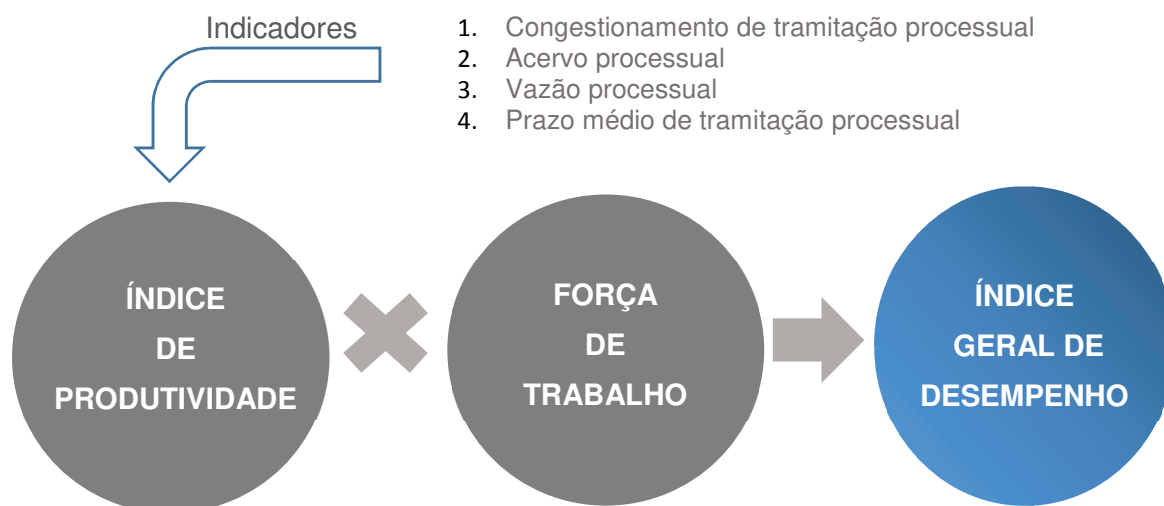 Indicadores
1. Congestionamento de tramitação processual
2. Acervo processual
3. Vazão processual
4. Prazo médio de tramitação processual
ÍNDICE
DE
PRODUTIVIDADE
FORÇA
DE
TRABALHO
ÍNDICE
GERAL DE
DESEMPENHO